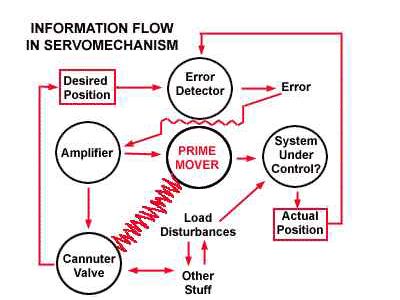 INFORMATION FLOW
IN SERVOMECHANISM
Desired
Position
Error
Detector
Error
Amplifier
PRIME
MOVER
System
Under
Control?
Load
Disturbances
Actual
Position
Cannuter
Valve
Other
Stuff